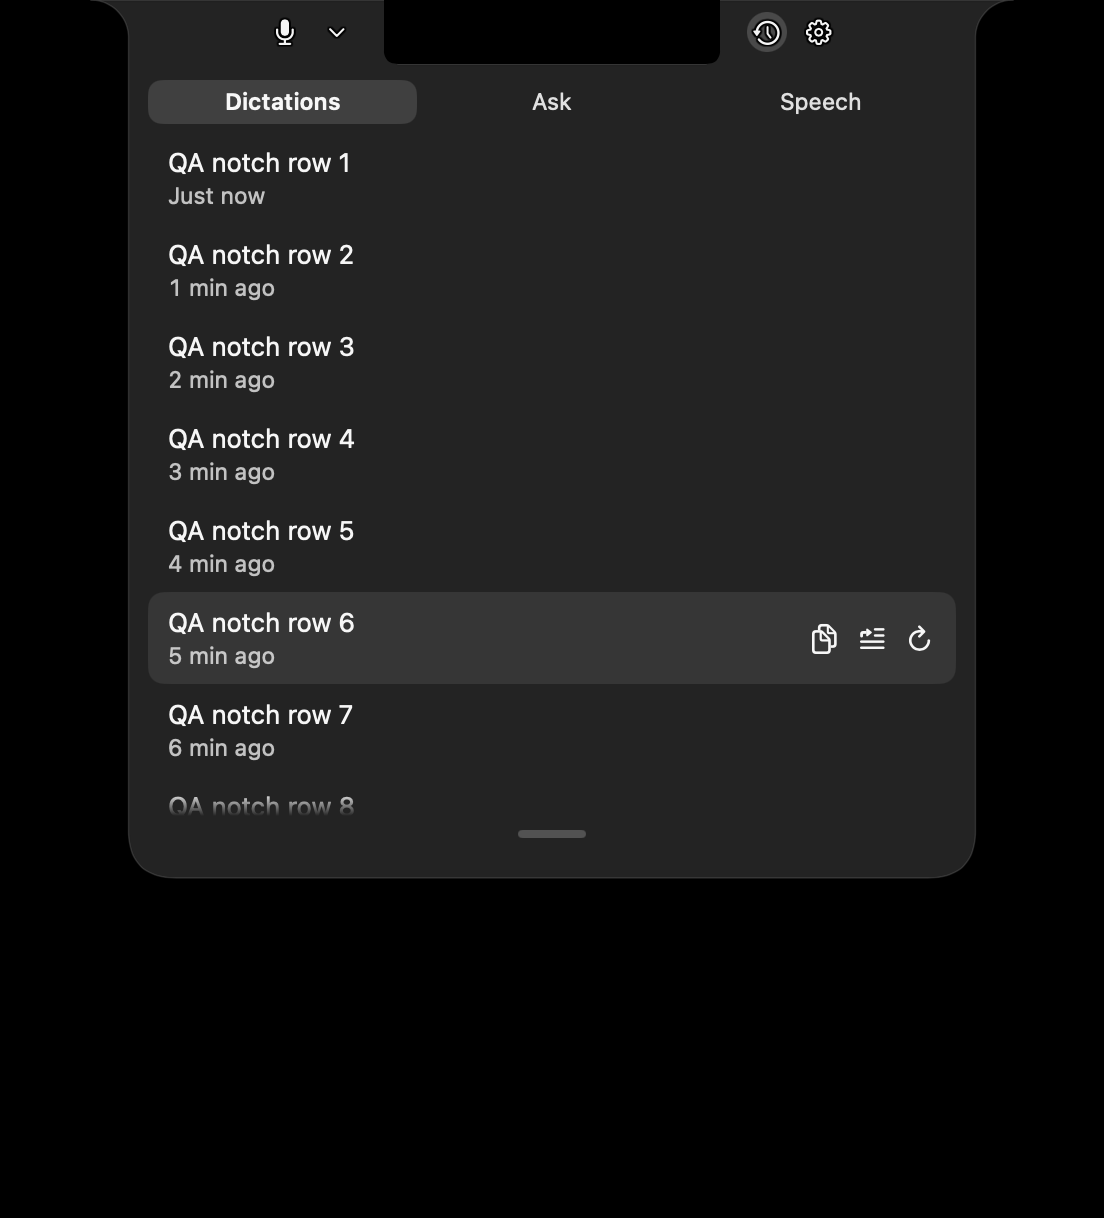 Dictations
Ask
Speech
QA notch row 1
Just now
QA notch row 2
1 min ago
QA notch row 3
2 min ago
QA notch row 4
3 min ago
QA notch row 5
4 min ago
QA notch row 6
5 min ago
QA notch row 7
6 min ago
QA notch row 8